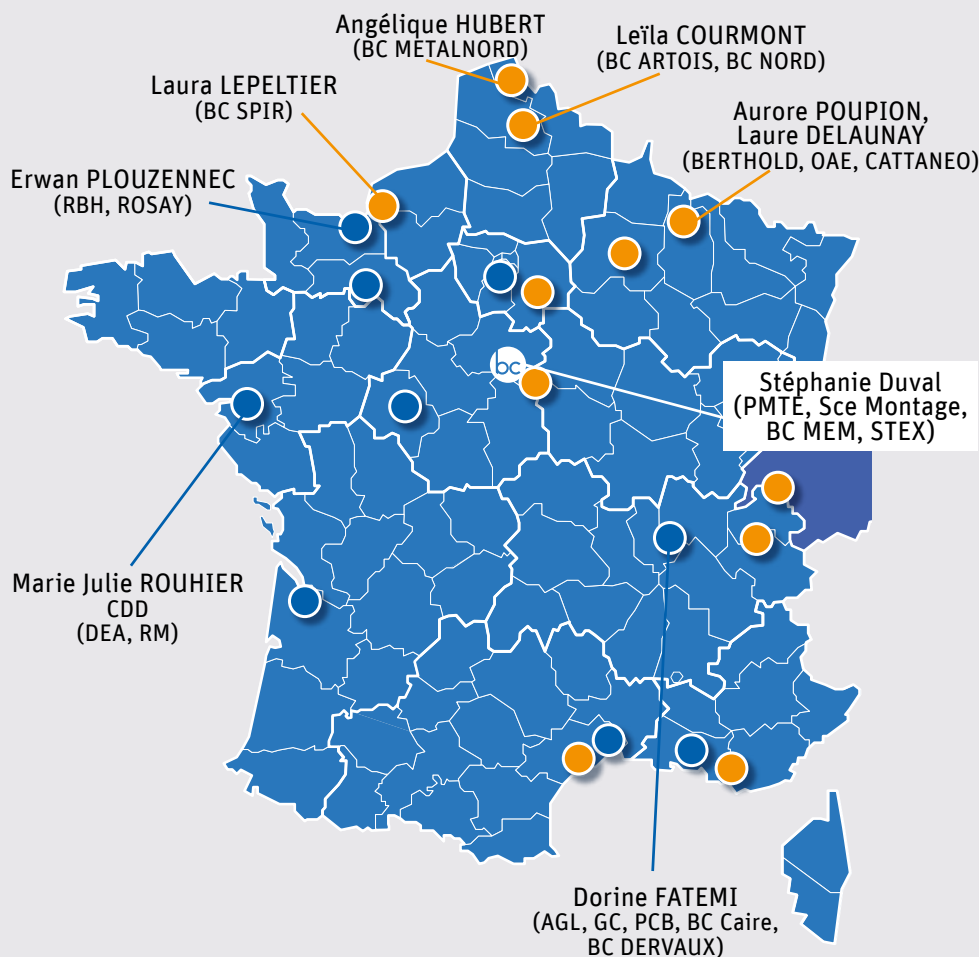 Angélique HUBERT
(BC METALNORD)
Leïla COURMONT
(BC ARTOIS, BC NORD)
Laura LEPELTIER
(BC SPIR)
Aurore POUPION,
Laure DELAUNAY
(BERTHOLD, OAE, CATTANEO)
Erwan PLOUZENNEC
(RBH, ROSAY)
bc
Stéphanie Duval
(PMTE, Sce Montage,
BC MEM, STEX)
Marie Julie ROUHIER
CDD
(DEA, RM)
Dorine FATEMI
(AGL, GC, PCB, BC Caire,
BC DERVAUX)